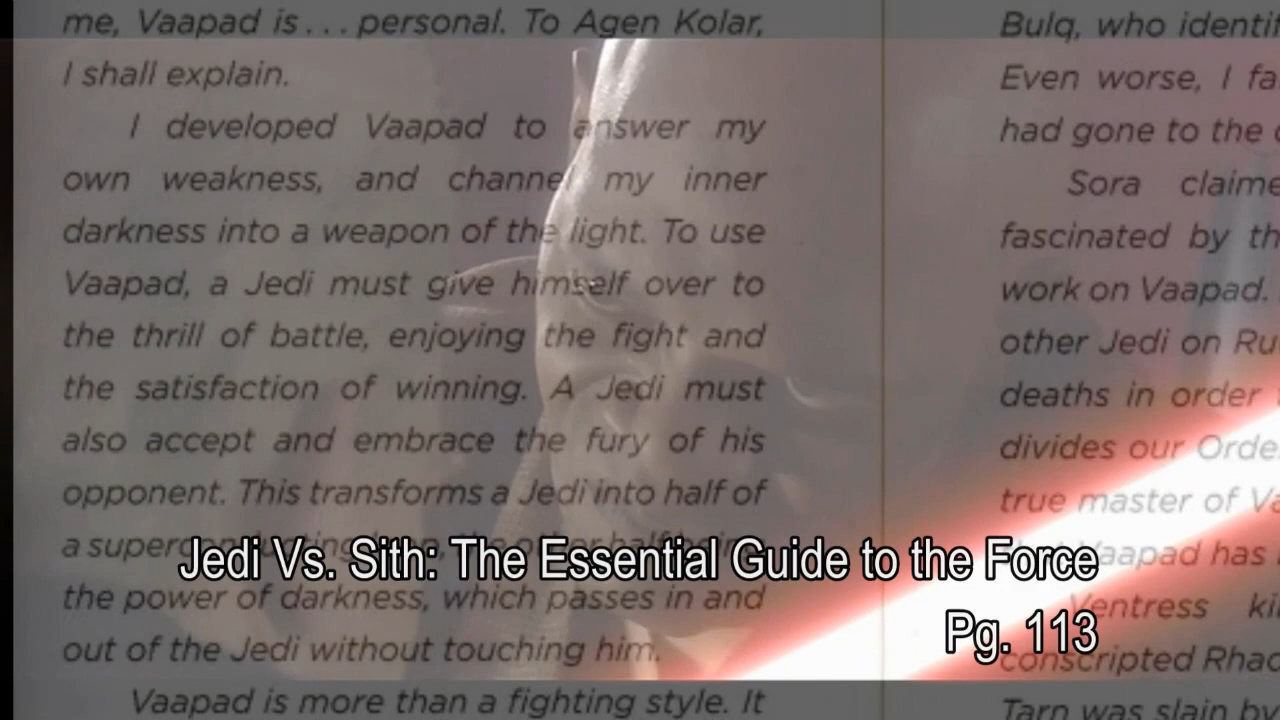 me, Vaapad is... personal. To Agen Kolar,
I shall explain.
I developed Vaapad to answer my
own weakness, and channel my inner
darkness into a weapon of the light. To use
Vaapad, a Jedi must give himself over to
the thrill of battle, enjoying the fight and
the satisfaction of winning. A Jedi must
also accept and embrace the fury of his
opponent. This transforms a Jedi into half of
a
the power of darkness, which passes in and
out of the Jedi without touching him.
Vaapad is more than a fighting style. It
Bulq, who
Even worse, I
had gone to the
Sora
fascinated by
work on Vaapad.
other Jedi on
deaths in order
divides our
true master of
Vaapad has
Ventress
conscripted
Tarn was slain by
Jedi Vs. Sith: The Essential Guide to the Force
Pg. 113